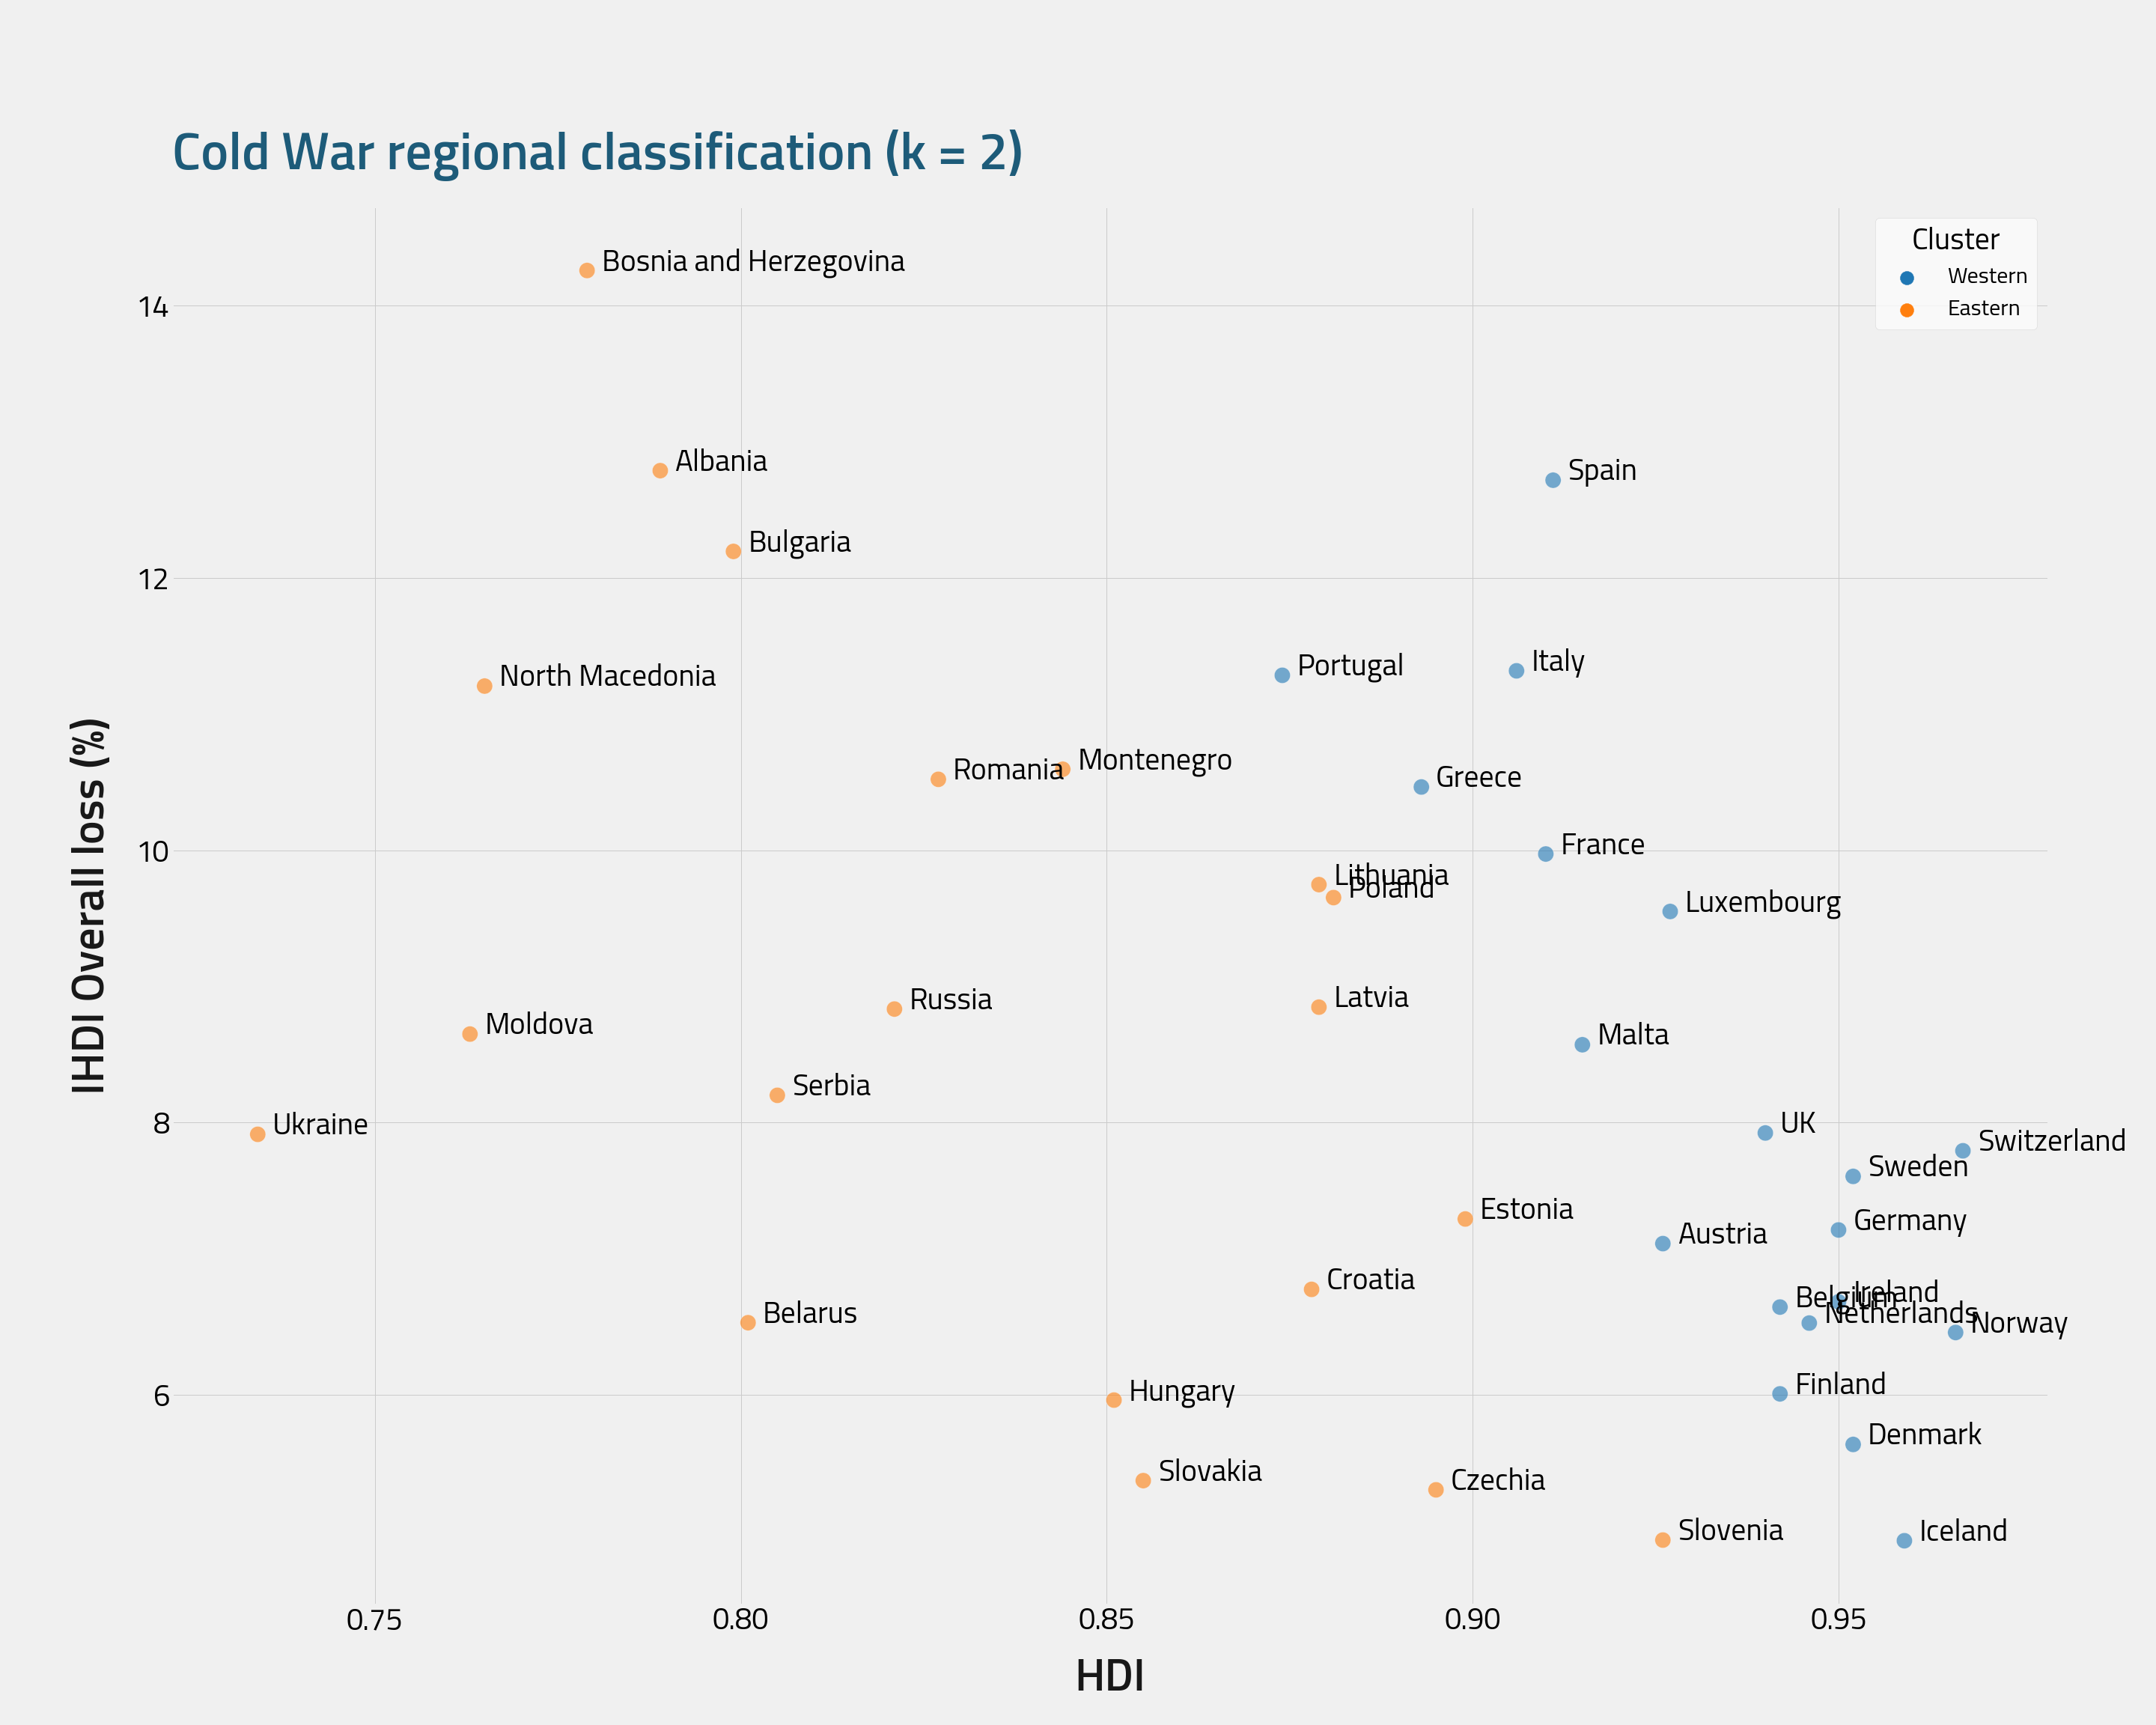 Cold War regional classification (k = 2)
Cluster
Western
Eastern
Bosnia and Herzegovina
14
Albania
Spain
Bulgaria
12
Portugal
Italy
North Macedonia
Montenegro
Romania
Greece
France
10
Lithuania
Poland
Luxembourg
Latvia
Russia
Moldova
Malta
Serbia
UK
Ukraine
8
Switzerland
Sweden
Estonia
Germany
Austria
Croatia
Ireland
Belgium
Netherlands
Belarus
Norway
Finland
Hungary
6
Denmark
Slovakia
Czechia
Slovenia
Iceland
0.75
0.80
0.85
0.90
0.95
HDI
IHDI Overall loss (%)